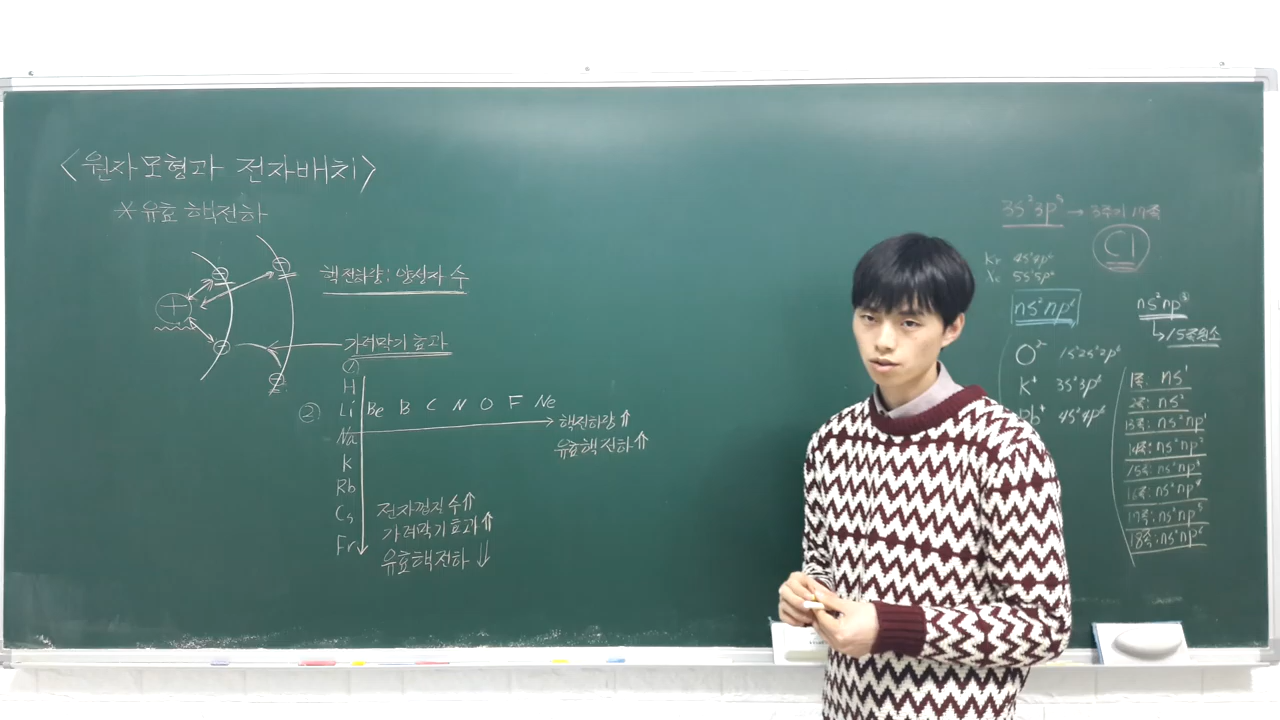 <원자모형과 전자배치>
* 유효 핵전하
핵전하량: 양성자 수
가려막기 효과
①
H
② Li Be B C N O F Ne
핵전하량 ⇑
유효핵전하 ⇑
Na
K
Rb
Cs
Fr
전자껍질 수 ⇑
가려막기 효과 ⇑
유효핵전하 ⇓
3s²3p⁵ → 3주기 17족
Cl
Kr 4s²4p⁶
Xe 5s²5p⁶
ns²np⁶
O²⁻ 1s²2s²2p⁶
K⁺ 3s²3p⁶
Rb⁺ 4s²4p⁶
ns²np³
15족원소
1족: ns¹
2족: ns²
13족: ns²np¹
14족: ns²np²
15족: ns²np³
16족: ns²np⁴
17족: ns²np⁵
18족: ns²np⁶